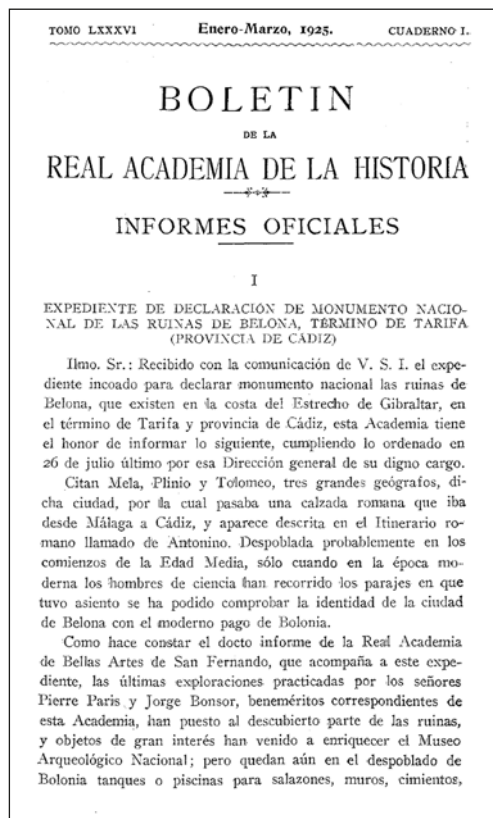 TOMO LXXXVI Enero-Marzo, 1925. CUADERNO I.
BOLETIN
DE LA
REAL ACADEMIA DE LA HISTORIA
INFORMES OFICIALES
I
EXPEDIENTE DE DECLARACIÓN DE MONUMENTO NACIO-
NAL DE LAS RUINAS DE BELONA, TÉRMINO DE TARIFA
(PROVINCIA DE CÁDIZ)
Ilmo. Sr.: Recibido con la comunicación de V. S. I. el expe-
diente incoado para declarar monumento nacional las ruinas de
Belona, que existen en la costa del Estrecho de Gibraltar, en
el término de Tarifa y provincia de Cádiz, esta Academia tiene
el honor de informar lo siguiente, cumpliendo lo ordenado en
26 de julio último por esa Dirección general de su digno cargo.
Citan Mela, Plinio y Tolomeo, tres grandes geógrafos, di-
cha ciudad, por la cual pasaba una calzada romana que iba
desde Málaga a Cádiz, y aparece descrita en el Itinerario ro-
mano llamado de Antonino. Despoblada probablemente en los
comienzos de la Edad Media, sólo cuando en la época mo-
derna los hombres de ciencia han recorrido los parajes en que
tuvo asiento se ha podido comprobar la identidad de la ciudad
de Belona con el moderno pago de Bolonia.
Como hace constar el docto informe de la Real Academia
de Bellas Artes de San Fernando, que acompaña a este expe-
diente, las últimas exploraciones practicadas por los señores
Pierre Paris y Jorge Bonsor, beneméritos correspondientes de
esta Academia, han puesto al descubierto parte de las ruinas,
y objetos de gran interés han venido a enriquecer el Museo
Arqueológico Nacional; pero quedan aún en el despoblado de
Bolonia tanques o piscinas para salazones, muros, cimientos,